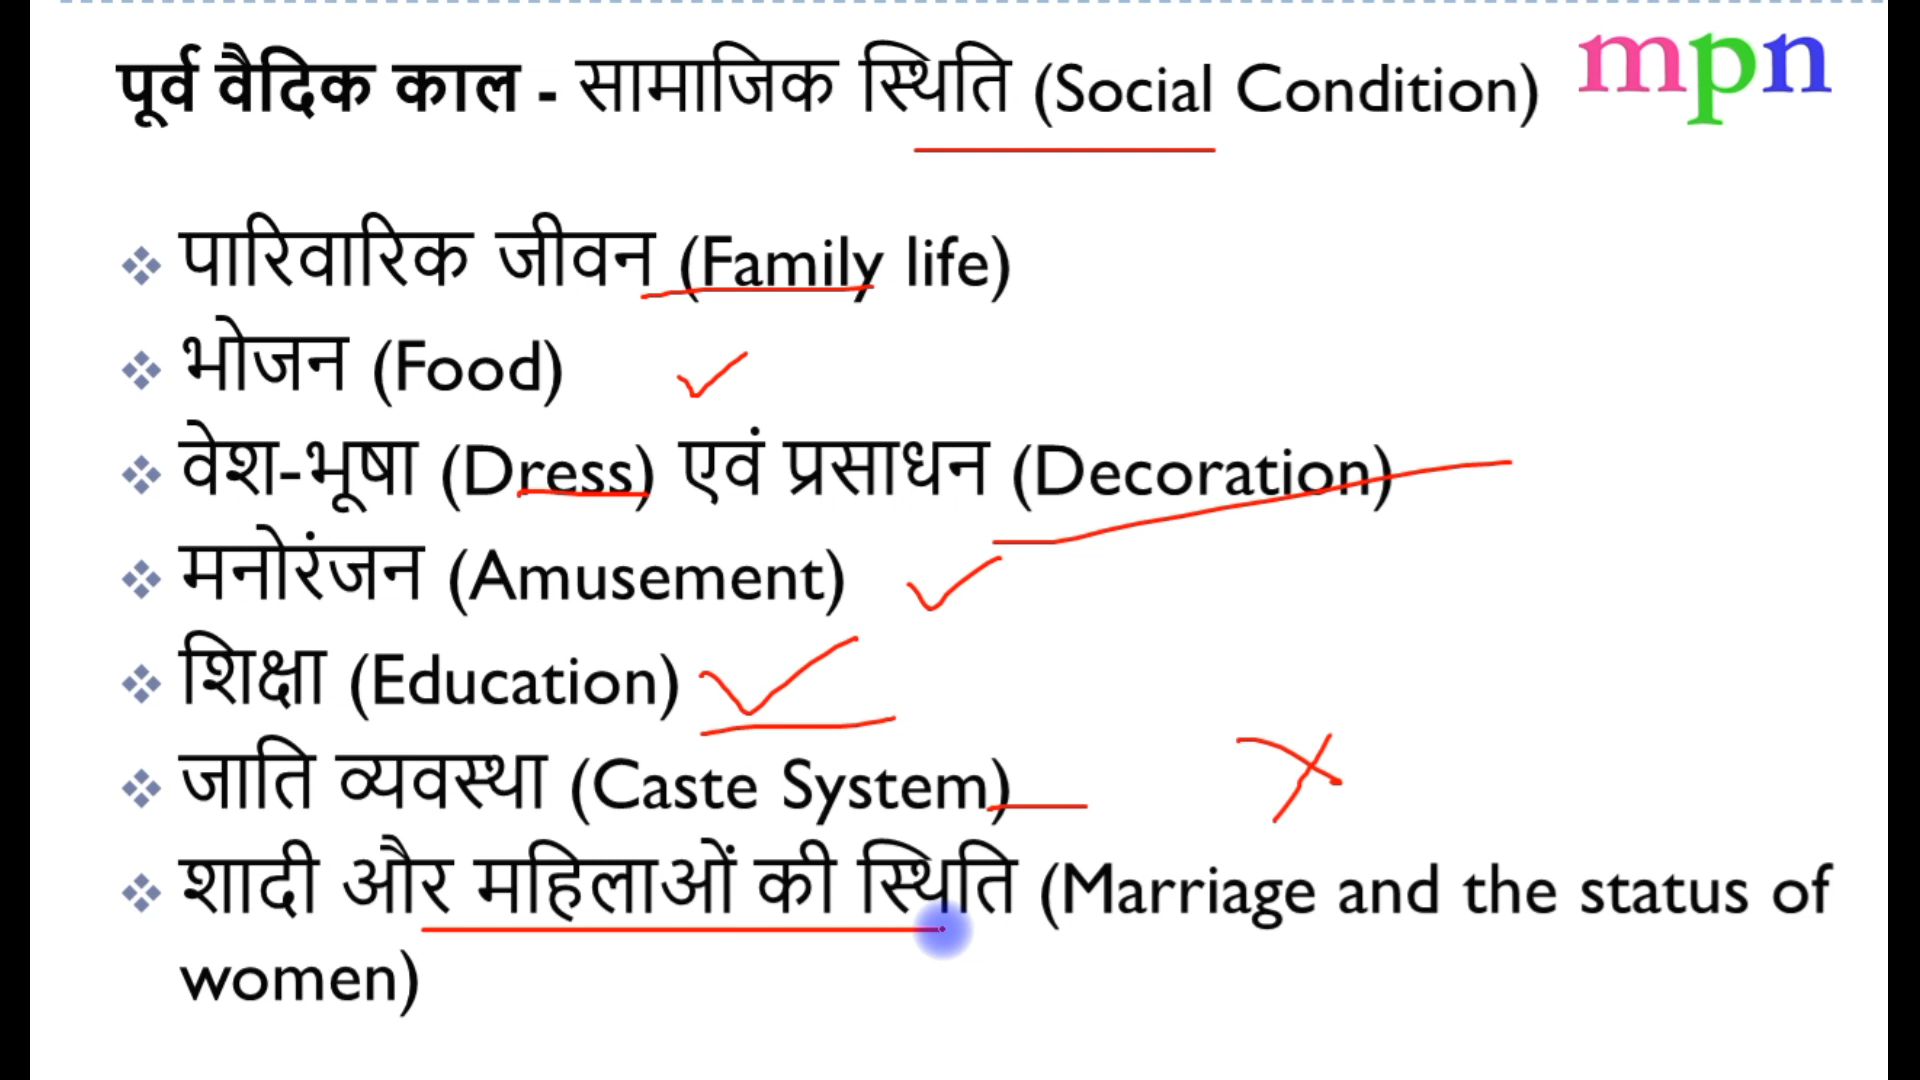 पूर्व वैदिक काल - सामाजिक स्थिति (Social Condition)
mpn
पारिवारिक जीवन (Family life)
भोजन (Food)
वेश-भूषा (Dress) एवं प्रसाधन (Decoration)
मनोरंजन (Amusement)
शिक्षा (Education)
जाति व्यवस्था (Caste System)
शादी और महिलाओं की स्थिति (Marriage and the status of
women)